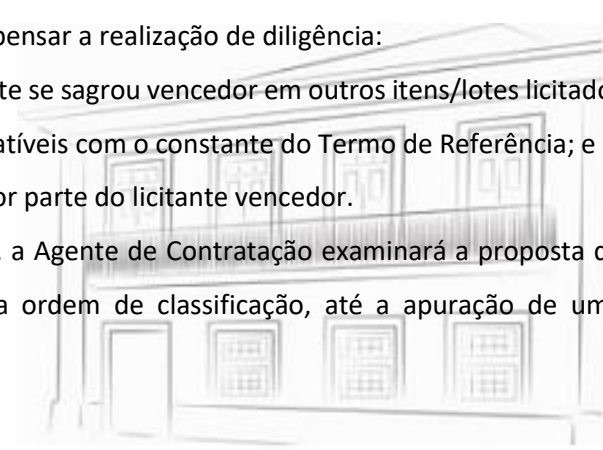 pensar a realização de diligência:
te se sagrou vencedor em outros itens/lotes licitado
atíveis com o constante do Termo de Referência; e
or parte do licitante vencedor.
a Agente de Contratação examinará a proposta
a ordem de classificação, até a apuração de um